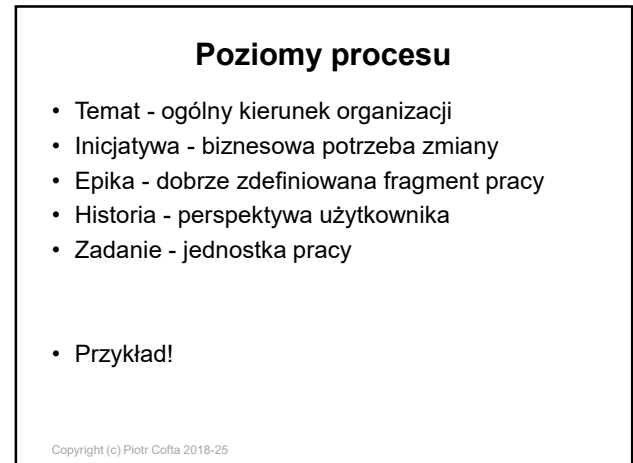 Poziomy procesu
• Temat - ogólny kierunek organizacji
• Inicjatywa - biznesowa potrzeba zmiany
• Epika - dobrze zdefiniowana fragment pracy
• Historia - perspektywa użytkownika
• Zadanie - jednostka pracy
• Przykład!
Copyright (c) Piotr Cofta 2018-25